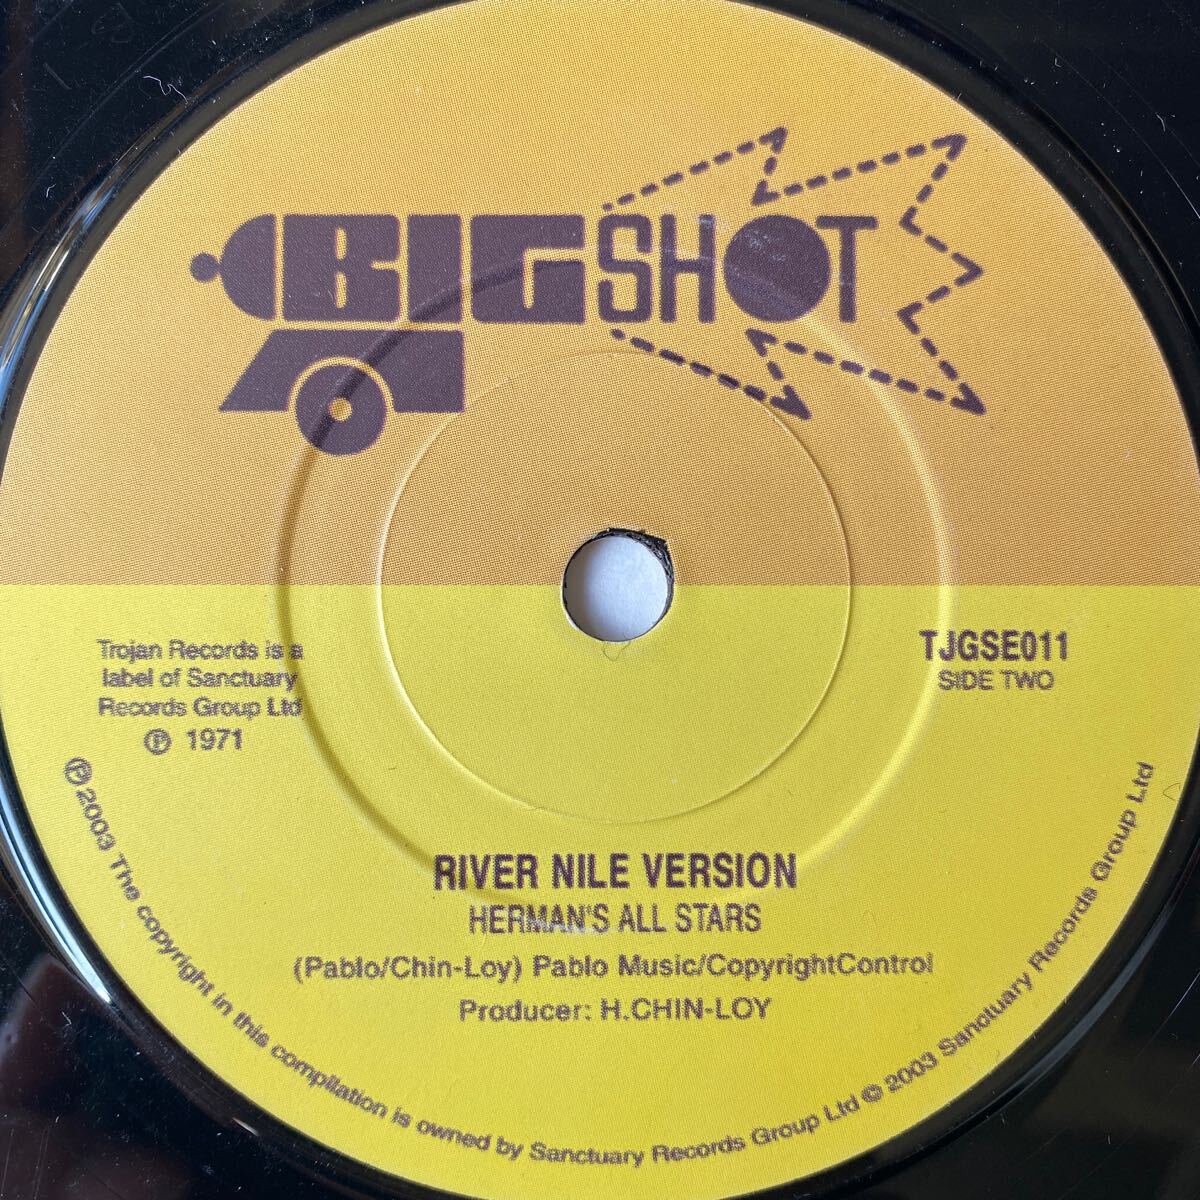 BIG SHOT
Trojan Records is a
label of Sanctuary
Records Group Ltd
℗ 1971
TJGSE011
SIDE TWO
RIVER NILE VERSION
HERMAN'S ALL STARS
(Pablo/Chin-Loy) Pablo Music/CopyrightControl
Producer: H.CHIN-LOY
℗ 2003 The copyright in this compilation is owned by Sanctuary Records Group Ltd © 2003 Sanctuary Records Group Ltd